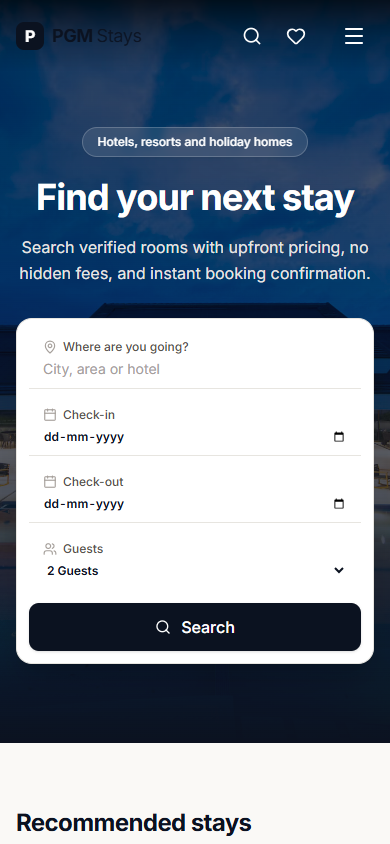 P PGM Stays
Hotels, resorts and holiday homes
Find your next stay
Search verified rooms with upfront pricing, no
hidden fees, and instant booking confirmation.
Where are you going?
City, area or hotel
Check-in
dd-mm-yyyy
Check-out
dd-mm-yyyy
Guests
2 Guests
Search
Recommended stays